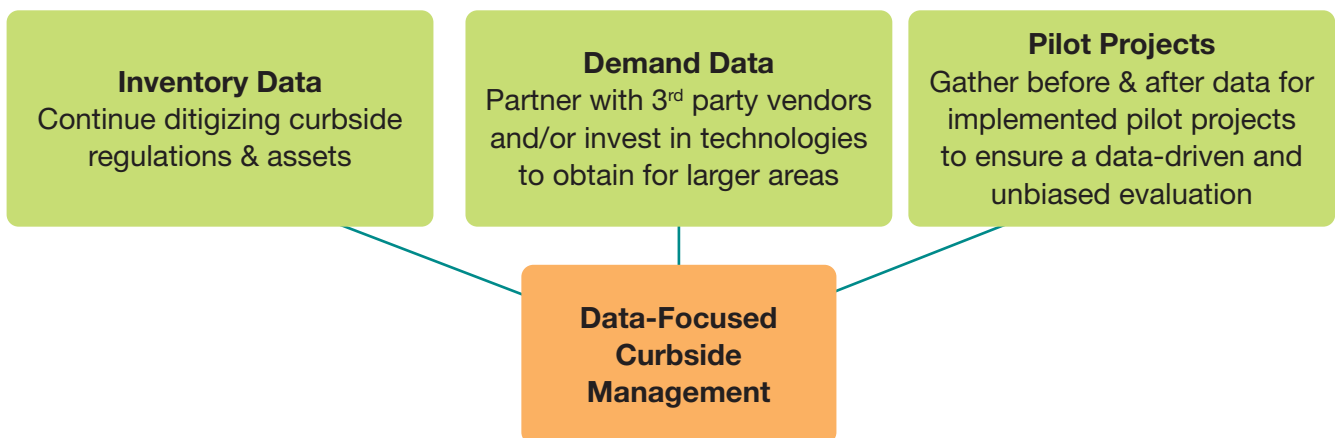 Inventory Data
Continue ditigizing curbside
regulations & assets
Demand Data
Partner with 3rd party vendors
and/or invest in technologies
to obtain for larger areas
Pilot Projects
Gather before & after data for
implemented pilot projects
to ensure a data-driven and
unbiased evaluation
Data-Focused
Curbside
Management